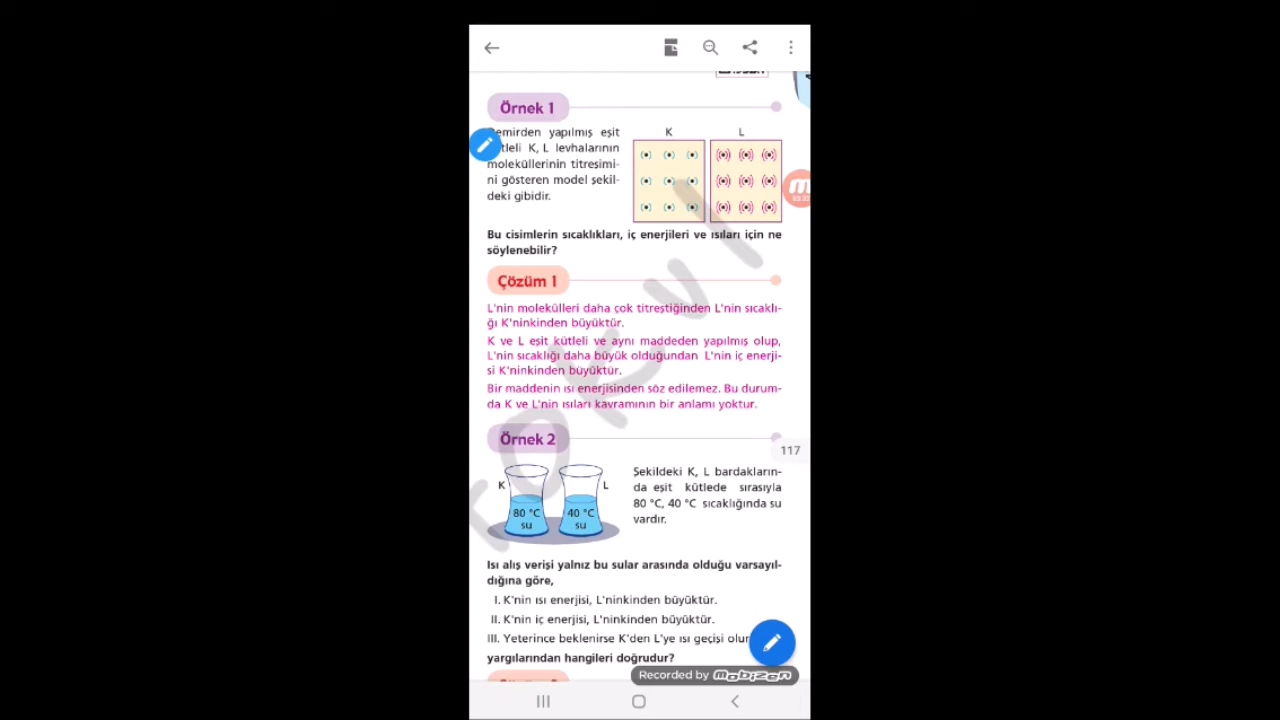 Örnek 1
emirden yapılmış eşit
tleli K, L levhalarının
moleküllerinin titreşimi-
ni gösteren model şekil-
deki gibidir.
K L
Bu cisimlerin sıcaklıkları, iç enerjileri ve ısıları için ne
söylenebilir?
Çözüm 1
L'nin molekülleri daha çok titreştiğinden L'nin sıcaklı-
ğı K'ninkinden büyüktür.
K ve L eşit kütleli ve aynı maddeden yapılmış olup,
L'nin sıcaklığı daha büyük olduğundan L'nin iç enerji-
si K'ninkinden büyüktür.
Bir maddenin ısı enerjisinden söz edilemez. Bu durum-
da K ve L'nin ısıları kavramının bir anlamı yoktur.
Örnek 2
117
K L
80 °C
su
40 °C
su
Şekildeki K, L bardakların-
da eşit kütlede sırasıyla
80 °C, 40 °C sıcaklığında su
vardır.
Isı alış verişi yalnız bu sular arasında olduğu varsayıl-
dığına göre,
I. K'nin ısı enerjisi, L'ninkinden büyüktür.
II. K'nin iç enerjisi, L'ninkinden büyüktür.
III. Yeterince beklenirse K'den L'ye ısı geçişi olur
yargılarından hangileri doğrudur?
Recorded by mobizen